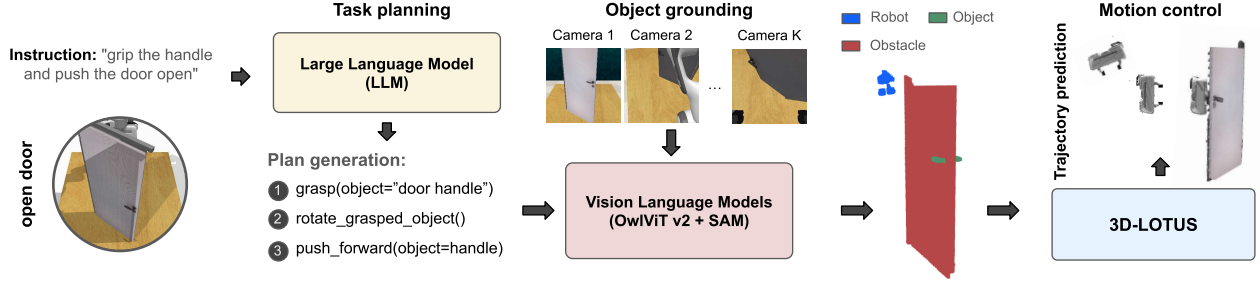 Task planning
Object grounding
Motion control
Instruction: "grip the handle
and push the door open"
open door
Large Language Model
(LLM)
Plan generation:
1 grasp(object=”door handle”)
2 rotate_grasped_object()
3 push_forward(object=handle)
Camera 1
Camera 2
...
Camera K
Vision Language Models
(OwlViT v2 + SAM)
Robot
Object
Obstacle
Trajectory prediction
3D-LOTUS